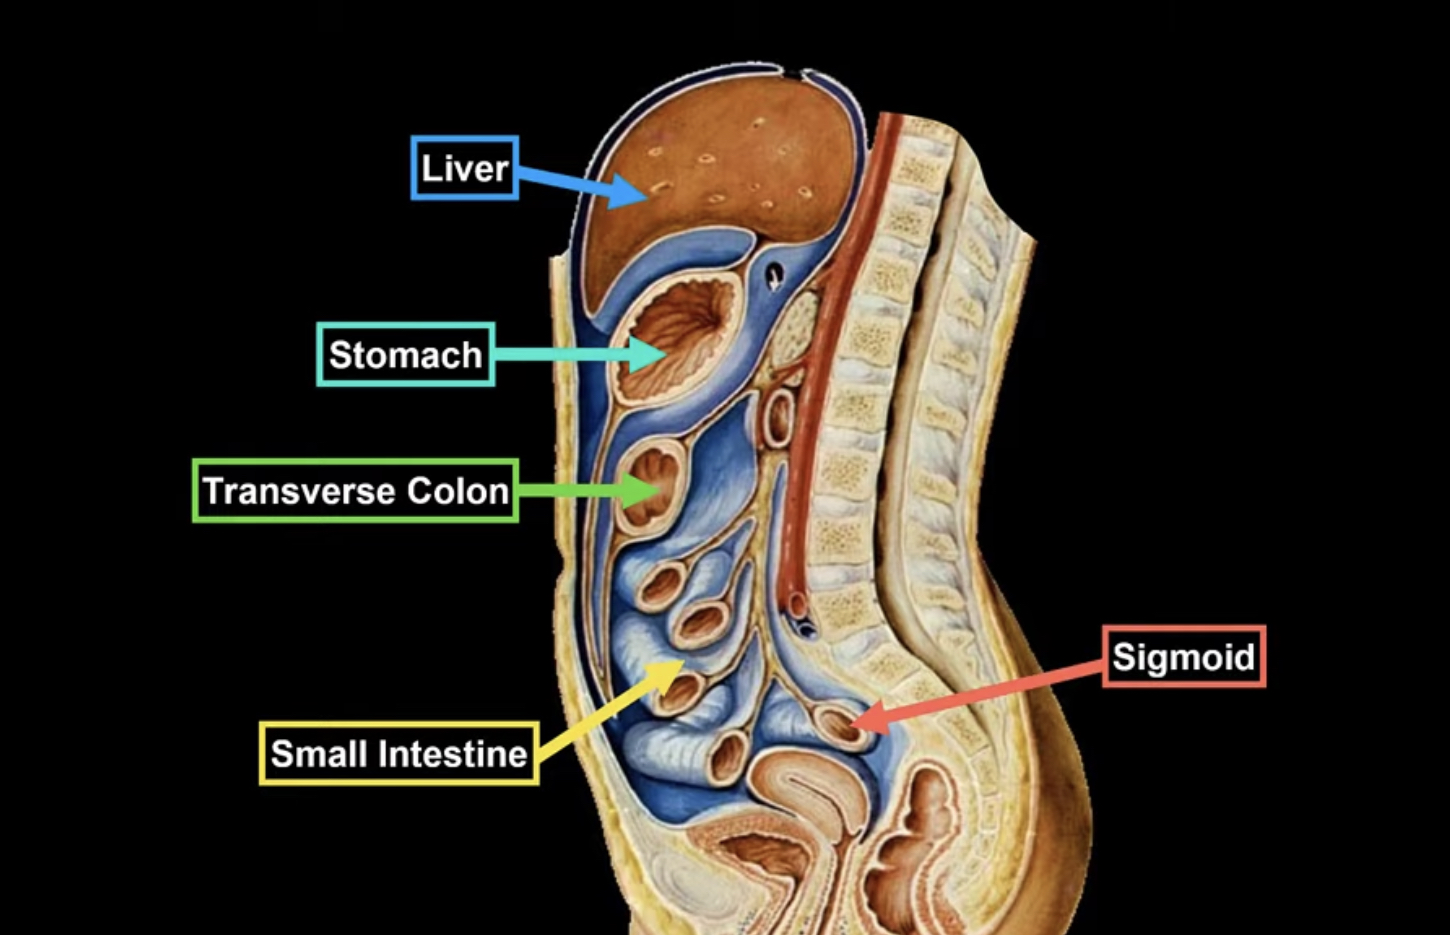 Liver
Stomach
Transverse Colon
Sigmoid
Small Intestine